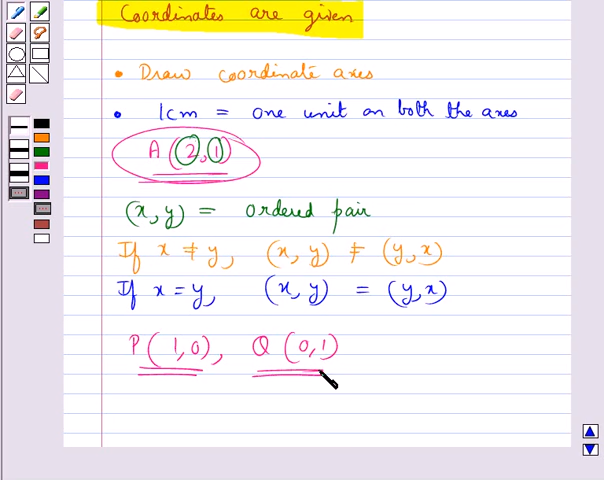 Coordinates are given
• Draw coordinate axes
• 1cm = one unit on both the axes
A (2,1)
(x,y) = ordered pair
If x ≠ y, (x,y) ≠ (y,x)
If x = y, (x,y) = (y,x)
P(1,0), Q(0,1)